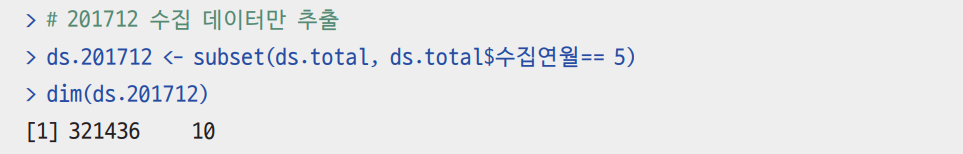 > # 201712 수집 데이터만 추출
> ds.201712 <- subset(ds.total, ds.total$수집연월== 5)
> dim(ds.201712)
[1] 321436    10